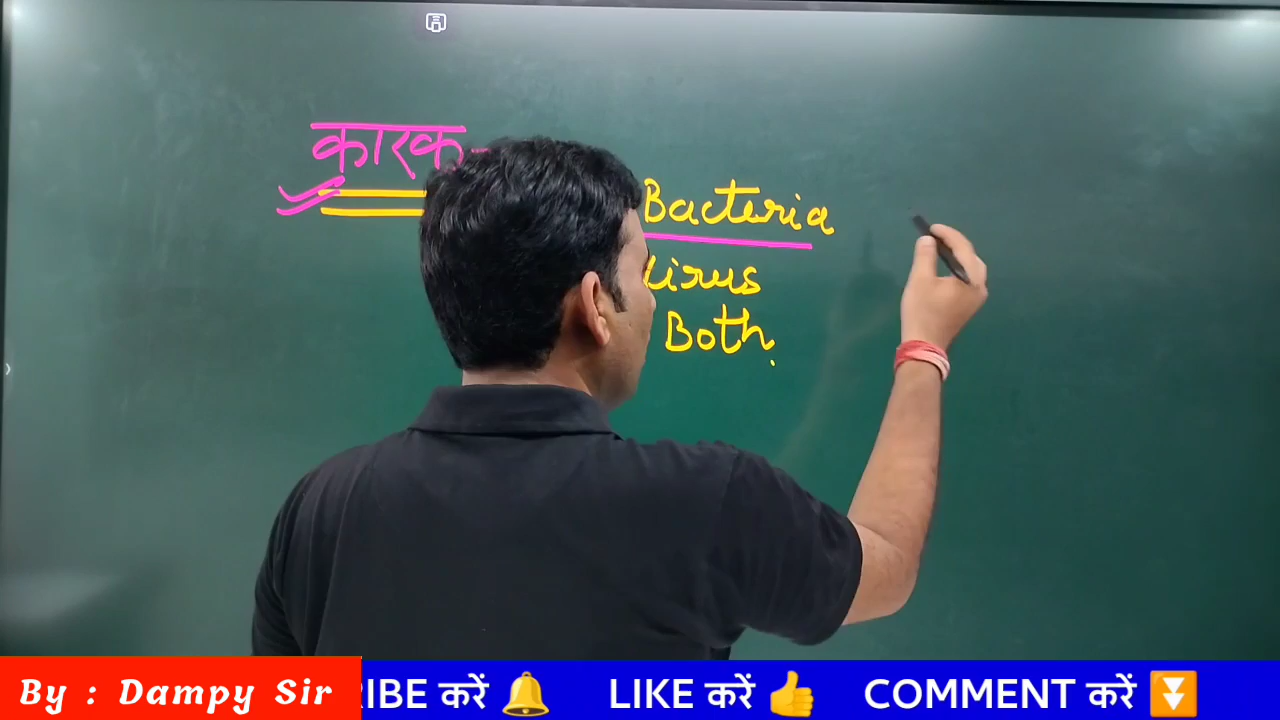 कारक-
Bacteria
Virus
Both.
By : Dampy Sir
RIBE करें 🔔 LIKE करें 👍 COMMENT करें ⏬